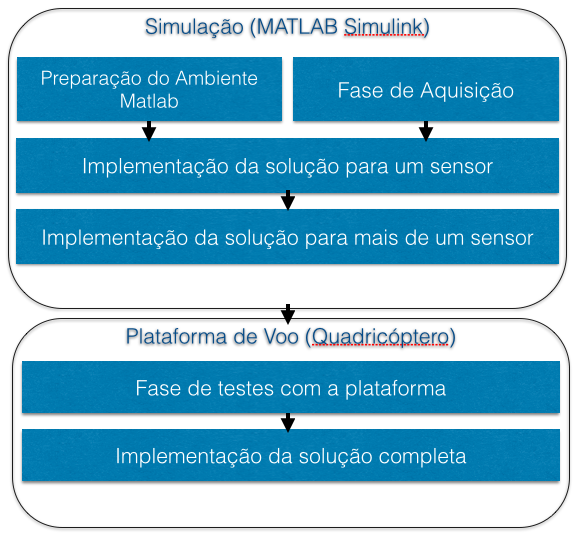 Simulação (MATLAB Simulink)
Preparação do Ambiente
Matlab
Fase de Aquisição
Implementação da solução para um sensor
Implementação da solução para mais de um sensor
Plataforma de Voo (Quadricóptero)
Fase de testes com a plataforma
Implementação da solução completa